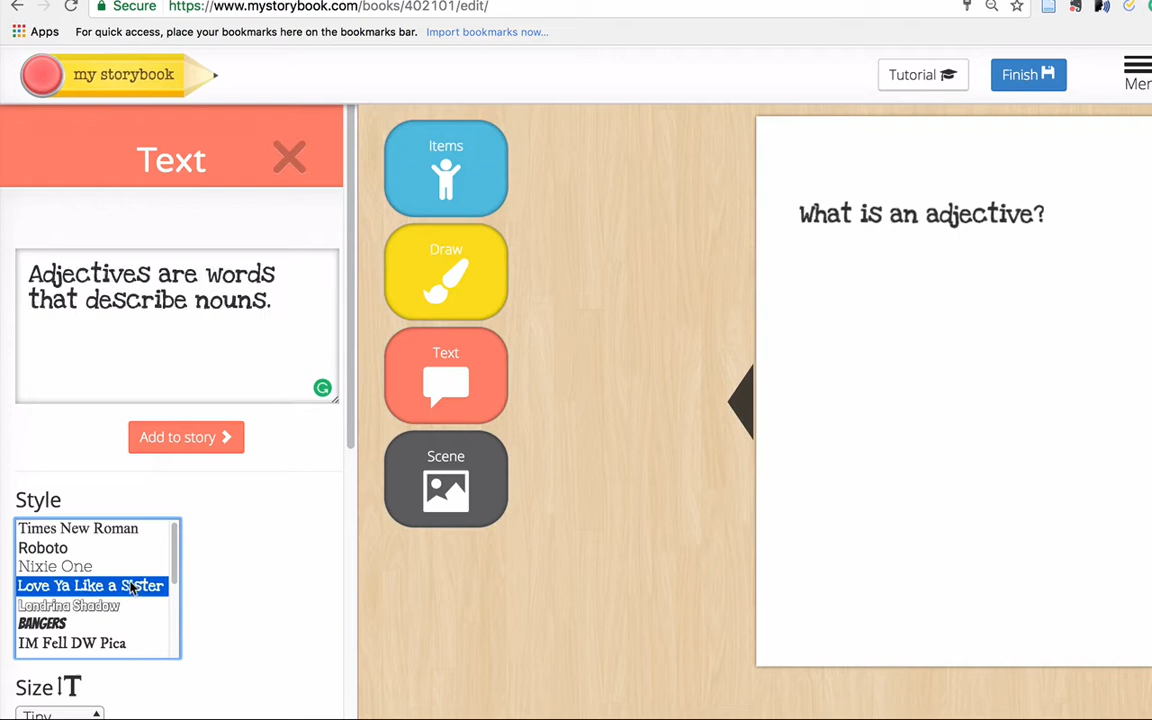 Secure https://www.mystorybook.com/books/402101/edit/
Apps For quick access, place your bookmarks here on the bookmarks bar. Import bookmarks now...
my storybook
Tutorial
Finish
Text
Items
What is an adjective?
Draw
Adjectives are words
that describe nouns.
Text
Add to story
Scene
Style
Times New Roman
Roboto
Nixie One
Love Ya Like a Sister
Londrina Shadow
BANGERS
IM Fell DW Pica
Size
Tiny